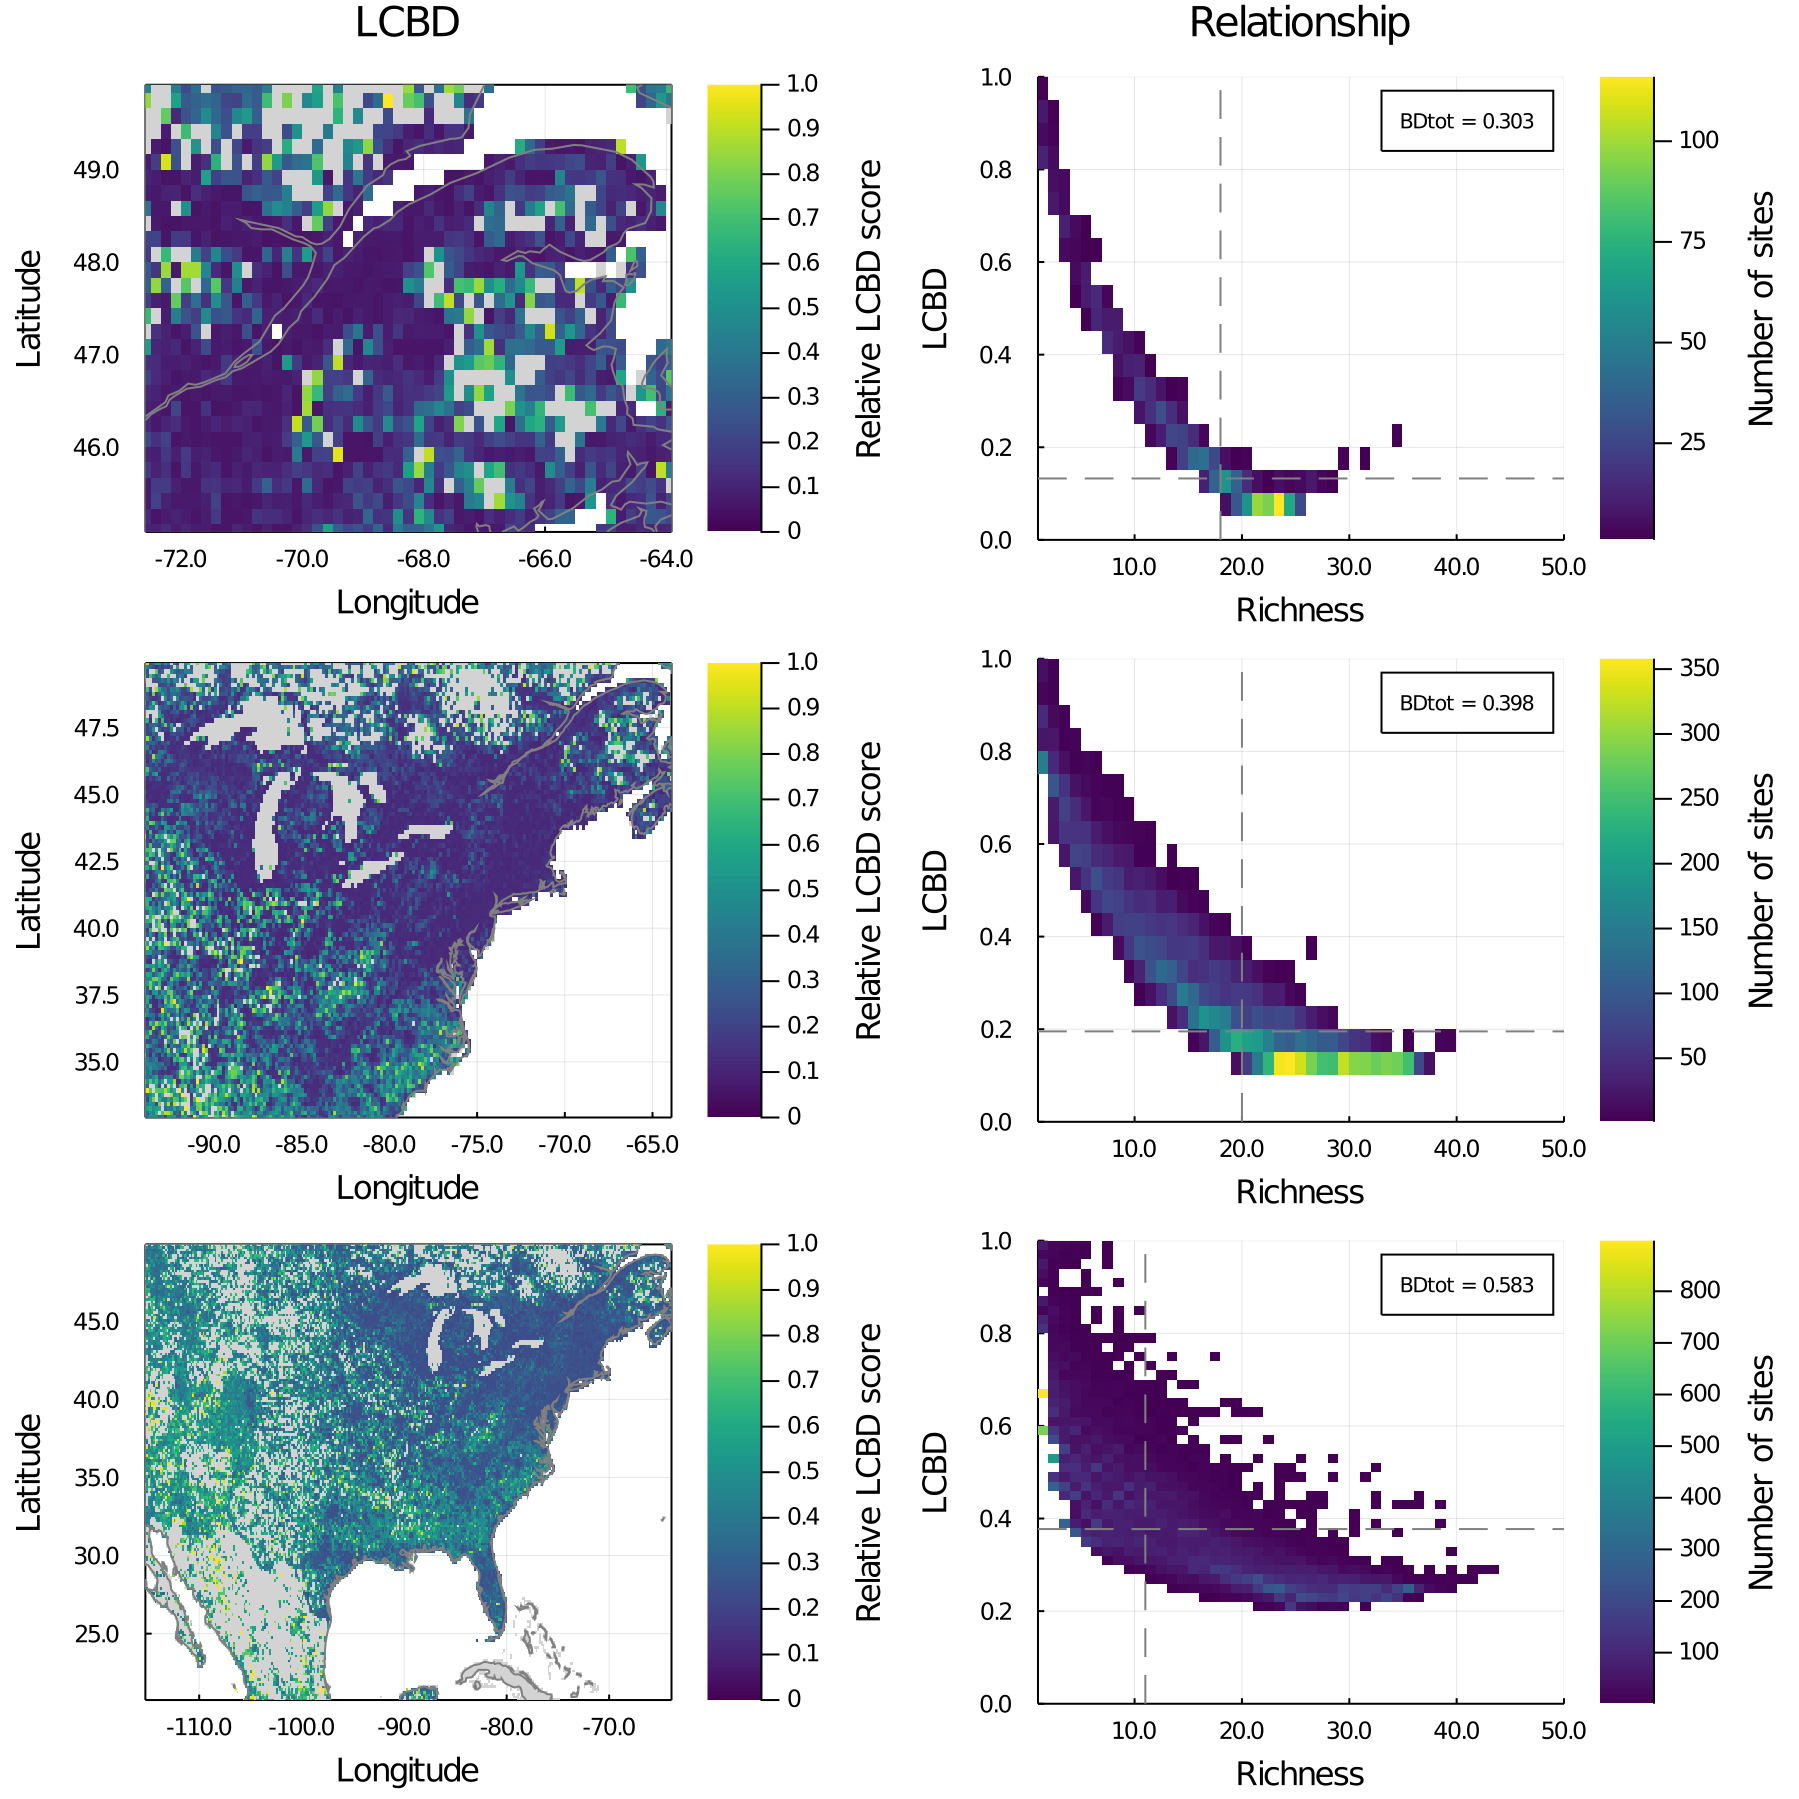 LCBD
Relationship
Latitude
49.0
48.0
47.0
46.0
-72.0 -70.0 -68.0 -66.0 -64.0
Longitude
1.0
0.9
0.8
0.7
0.6
0.5
0.4
0.3
0.2
0.1
0
Relative LCBD score
LCBD
1.0
0.8
0.6
0.4
0.2
0.0
BDtot = 0.303
10.0 20.0 30.0 40.0 50.0
Richness
100
75
50
25
Number of sites
Latitude
47.5
45.0
42.5
40.0
37.5
35.0
-90.0 -85.0 -80.0 -75.0 -70.0 -65.0
Longitude
1.0
0.9
0.8
0.7
0.6
0.5
0.4
0.3
0.2
0.1
0
Relative LCBD score
LCBD
1.0
0.8
0.6
0.4
0.2
0.0
BDtot = 0.398
10.0 20.0 30.0 40.0 50.0
Richness
350
300
250
200
150
100
50
Number of sites
Latitude
45.0
40.0
35.0
30.0
25.0
-110.0 -100.0 -90.0 -80.0 -70.0
Longitude
1.0
0.9
0.8
0.7
0.6
0.5
0.4
0.3
0.2
0.1
0
Relative LCBD score
LCBD
1.0
0.8
0.6
0.4
0.2
0.0
BDtot = 0.583
10.0 20.0 30.0 40.0 50.0
Richness
800
700
600
500
400
300
200
100
Number of sites